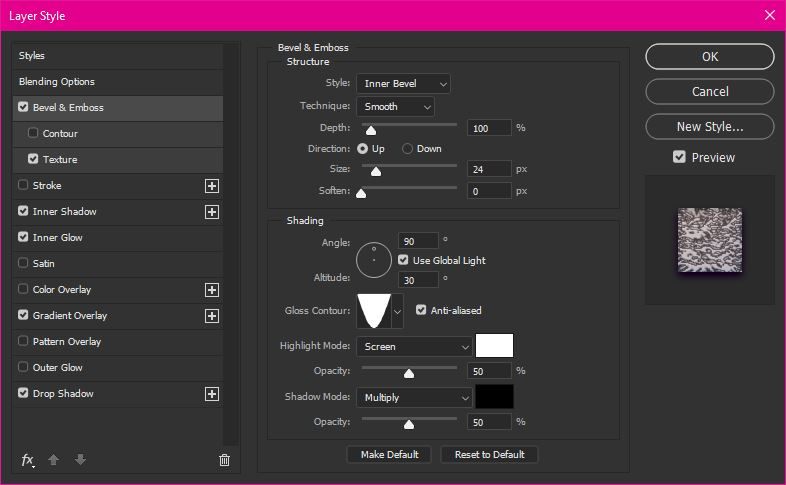 Layer Style
Styles
Blending Options
Bevel & Emboss
Contour
Texture
Stroke
Inner Shadow
Inner Glow
Satin
Color Overlay
Gradient Overlay
Pattern Overlay
Outer Glow
Drop Shadow
fx
Bevel & Emboss
Structure
Style: Inner Bevel
Technique: Smooth
Depth: 100 %
Direction: Up Down
Size: 24 px
Soften: 0 px
Shading
Angle: 90 °
Use Global Light
Altitude: 30 °
Gloss Contour: Anti-aliased
Highlight Mode: Screen
Opacity: 50 %
Shadow Mode: Multiply
Opacity: 50 %
Make Default Reset to Default
OK
Cancel
New Style...
Preview